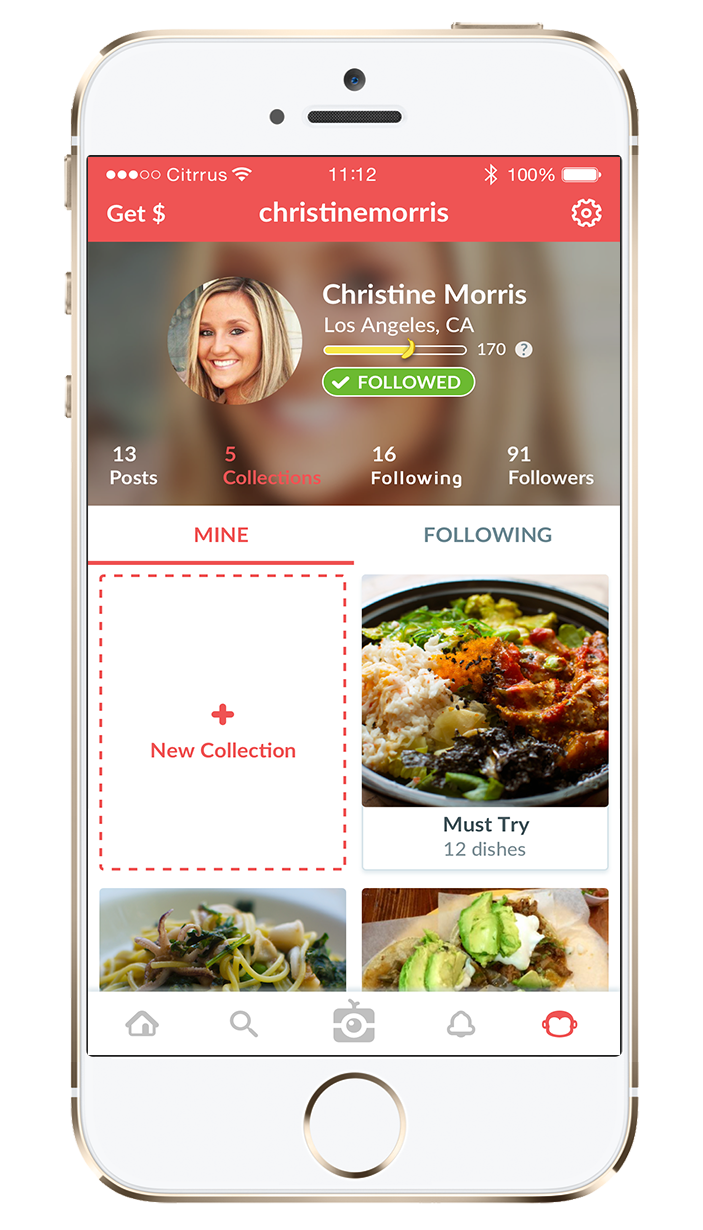 Citrrus 11:12 100%
Get $ christinemorris
Christine Morris
Los Angeles, CA
170 ?
FOLLOWED
13 5 16 91
Posts Collections Following Followers
MINE FOLLOWING
+
New Collection
Must Try
12 dishes